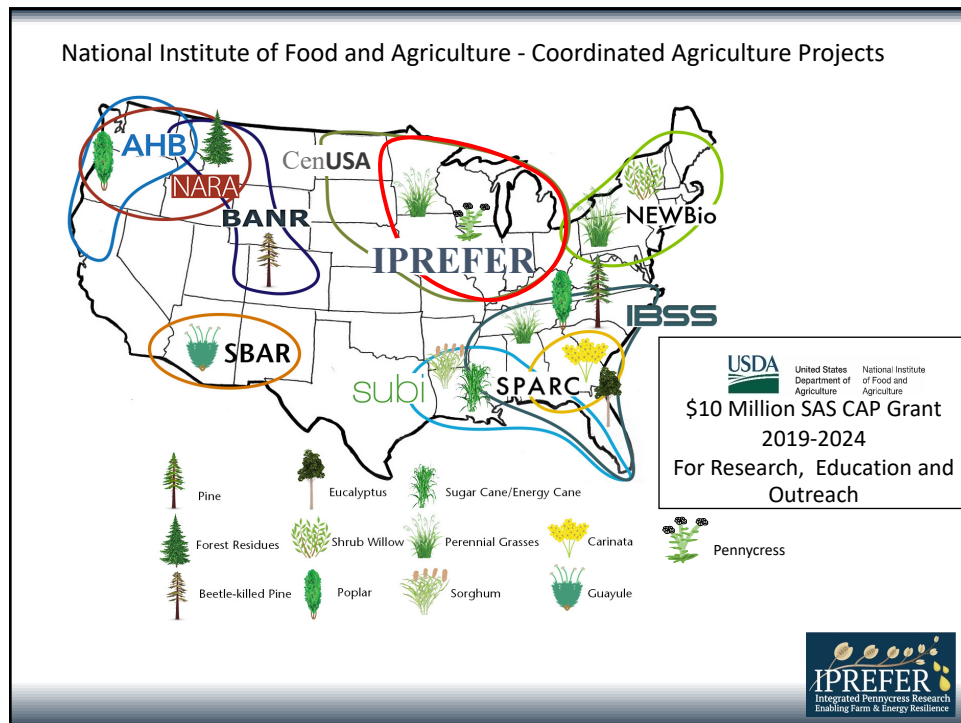 National Institute of Food and Agriculture - Coordinated Agriculture Projects
AHB
NARA
BANR
CenUSA
IPREFER
NEWBio
IBSS
SBAR
subi
SPARC
USDA
United States
Department of
Agriculture
National Institute
of Food and
Agriculture
$10 Million SAS CAP Grant
2019-2024
For Research, Education and
Outreach
Pine
Eucalyptus
Sugar Cane/Energy Cane
Forest Residues
Shrub Willow
Perennial Grasses
Carinata
Pennycress
Beetle-killed Pine
Poplar
Sorghum
Guayule
IPREFER
Integrated Pennycress Research
Enabling Farm & Energy Resilience